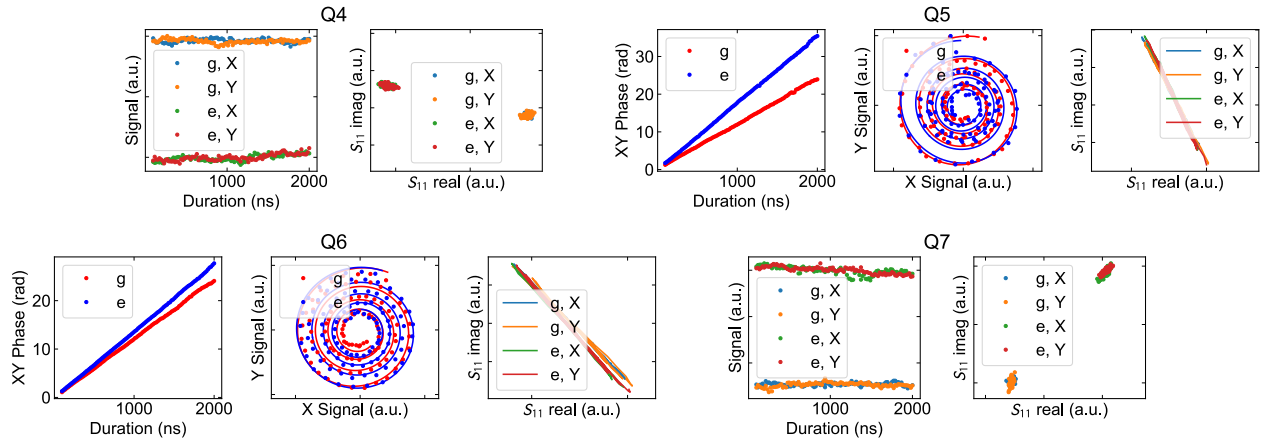 Q4
Signal (a.u.)
g, X
g, Y
e, X
e, Y
1000
2000
Duration (ns)
S11 imag (a.u.)
g, X
g, Y
e, X
e, Y
S11 real (a.u.)
Q5
XY Phase (rad)
30
20
10
0
g
e
1000
2000
Duration (ns)
Y Signal (a.u.)
g
e
X Signal (a.u.)
S11 imag (a.u.)
g, X
g, Y
e, X
e, Y
S11 real (a.u.)
Q6
XY Phase (rad)
20
10
0
g
e
1000
2000
Duration (ns)
Y Signal (a.u.)
g
e
X Signal (a.u.)
S11 imag (a.u.)
g, X
g, Y
e, X
e, Y
S11 real (a.u.)
Q7
Signal (a.u.)
g, X
g, Y
e, X
e, Y
1000
2000
Duration (ns)
S11 imag (a.u.)
g, X
g, Y
e, X
e, Y
S11 real (a.u.)